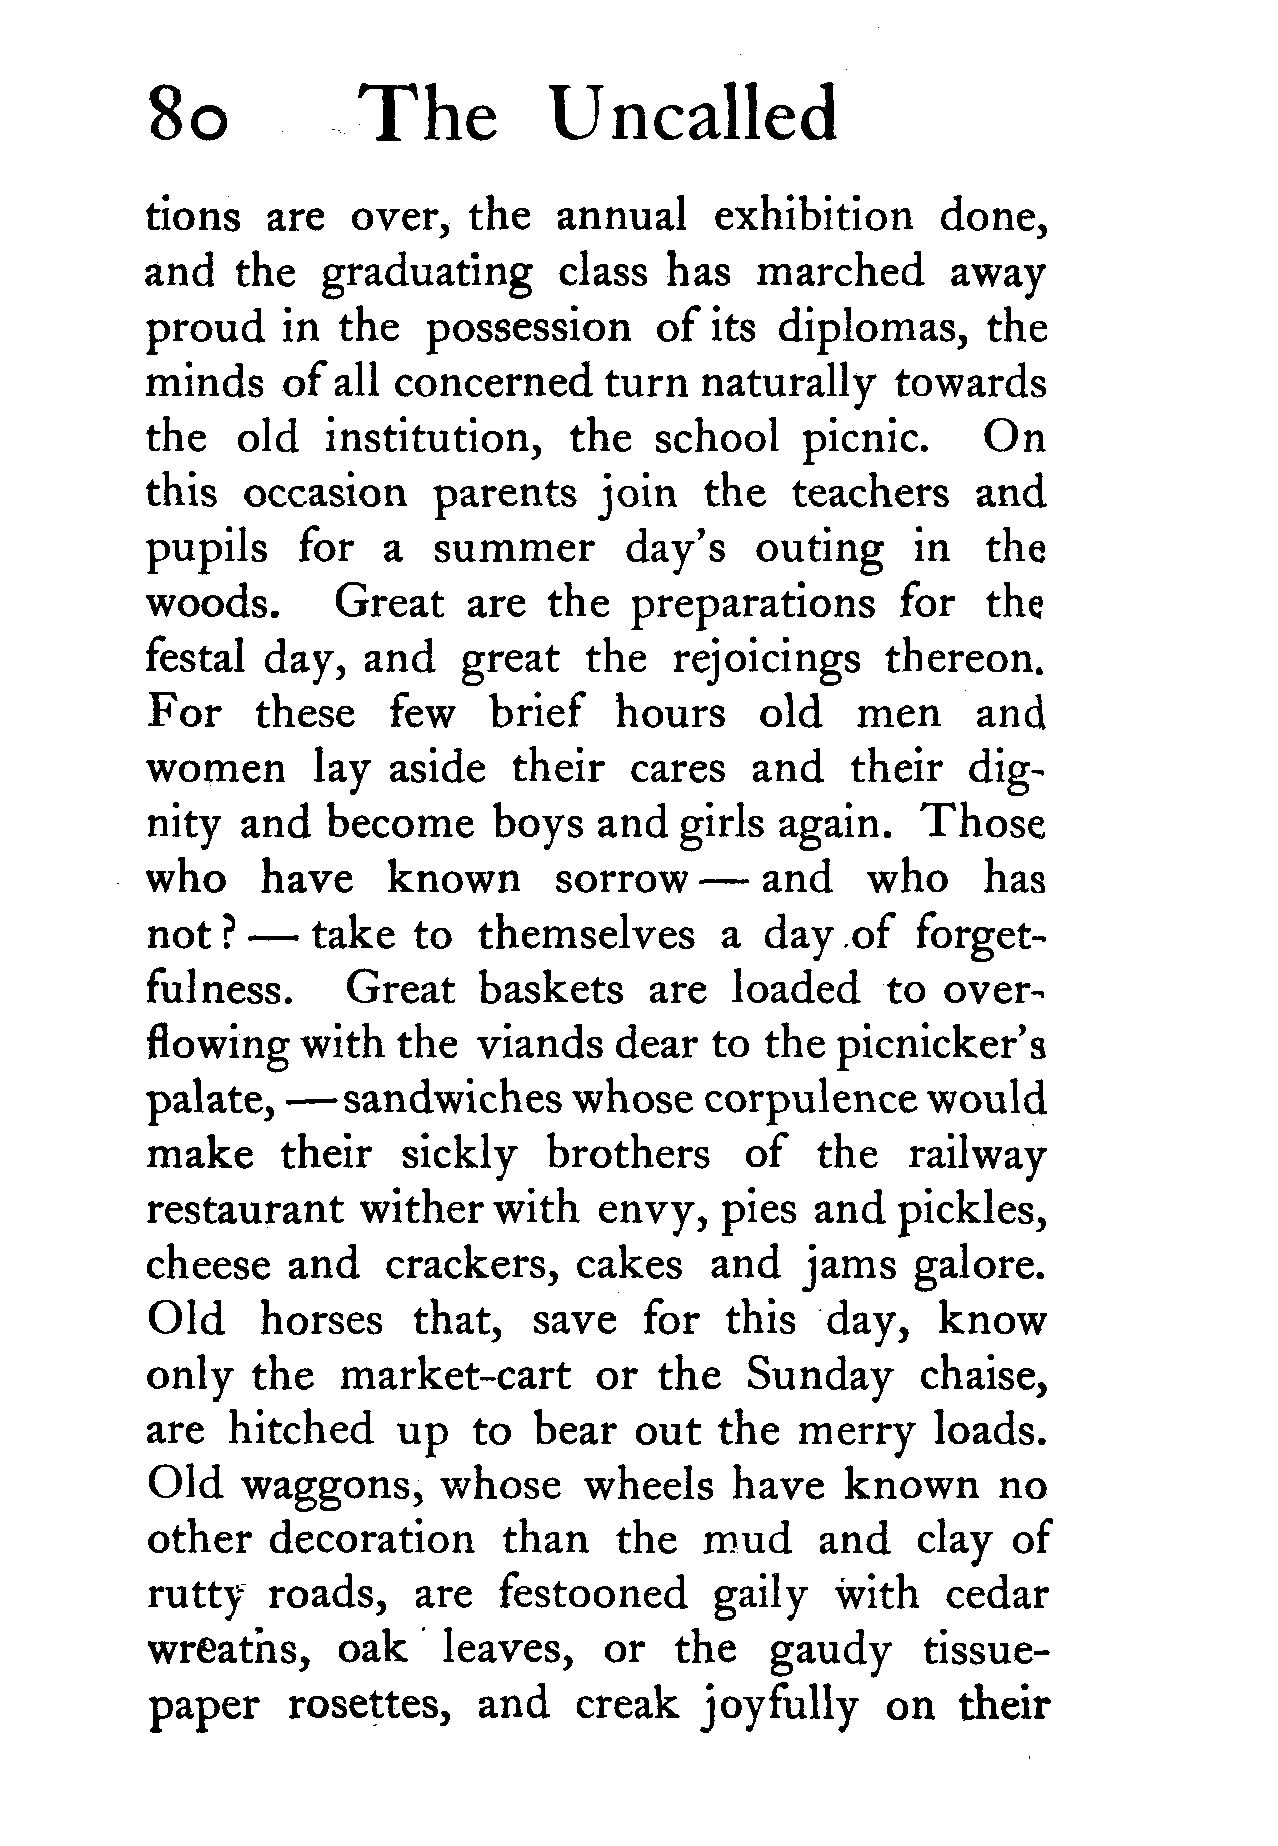 80 The Uncalled
tions are over, the annual exhibition done,
and the graduating class has marched away
proud in the possession of its diplomas, the
minds of all concerned turn naturally towards
the old institution, the school picnic. On
this occasion parents join the teachers and
pupils for a summer day's outing in the
woods. Great are the preparations for the
festal day, and great the rejoicings thereon.
For these few brief hours old men and
women lay aside their cares and their dig-
nity and become boys and girls again. Those
who have known sorrow — and who has
not? — take to themselves a day of forget-
fulness. Great baskets are loaded to over-
flowing with the viands dear to the picnicker's
palate, — sandwiches whose corpulence would
make their sickly brothers of the railway
restaurant wither with envy, pies and pickles,
cheese and crackers, cakes and jams galore.
Old horses that, save for this day, know
only the market-cart or the Sunday chaise,
are hitched up to bear out the merry loads.
Old waggons, whose wheels have known no
other decoration than the mud and clay of
rutty roads, are festooned gaily with cedar
wreaths, oak leaves, or the gaudy tissue-
paper rosettes, and creak joyfully on their